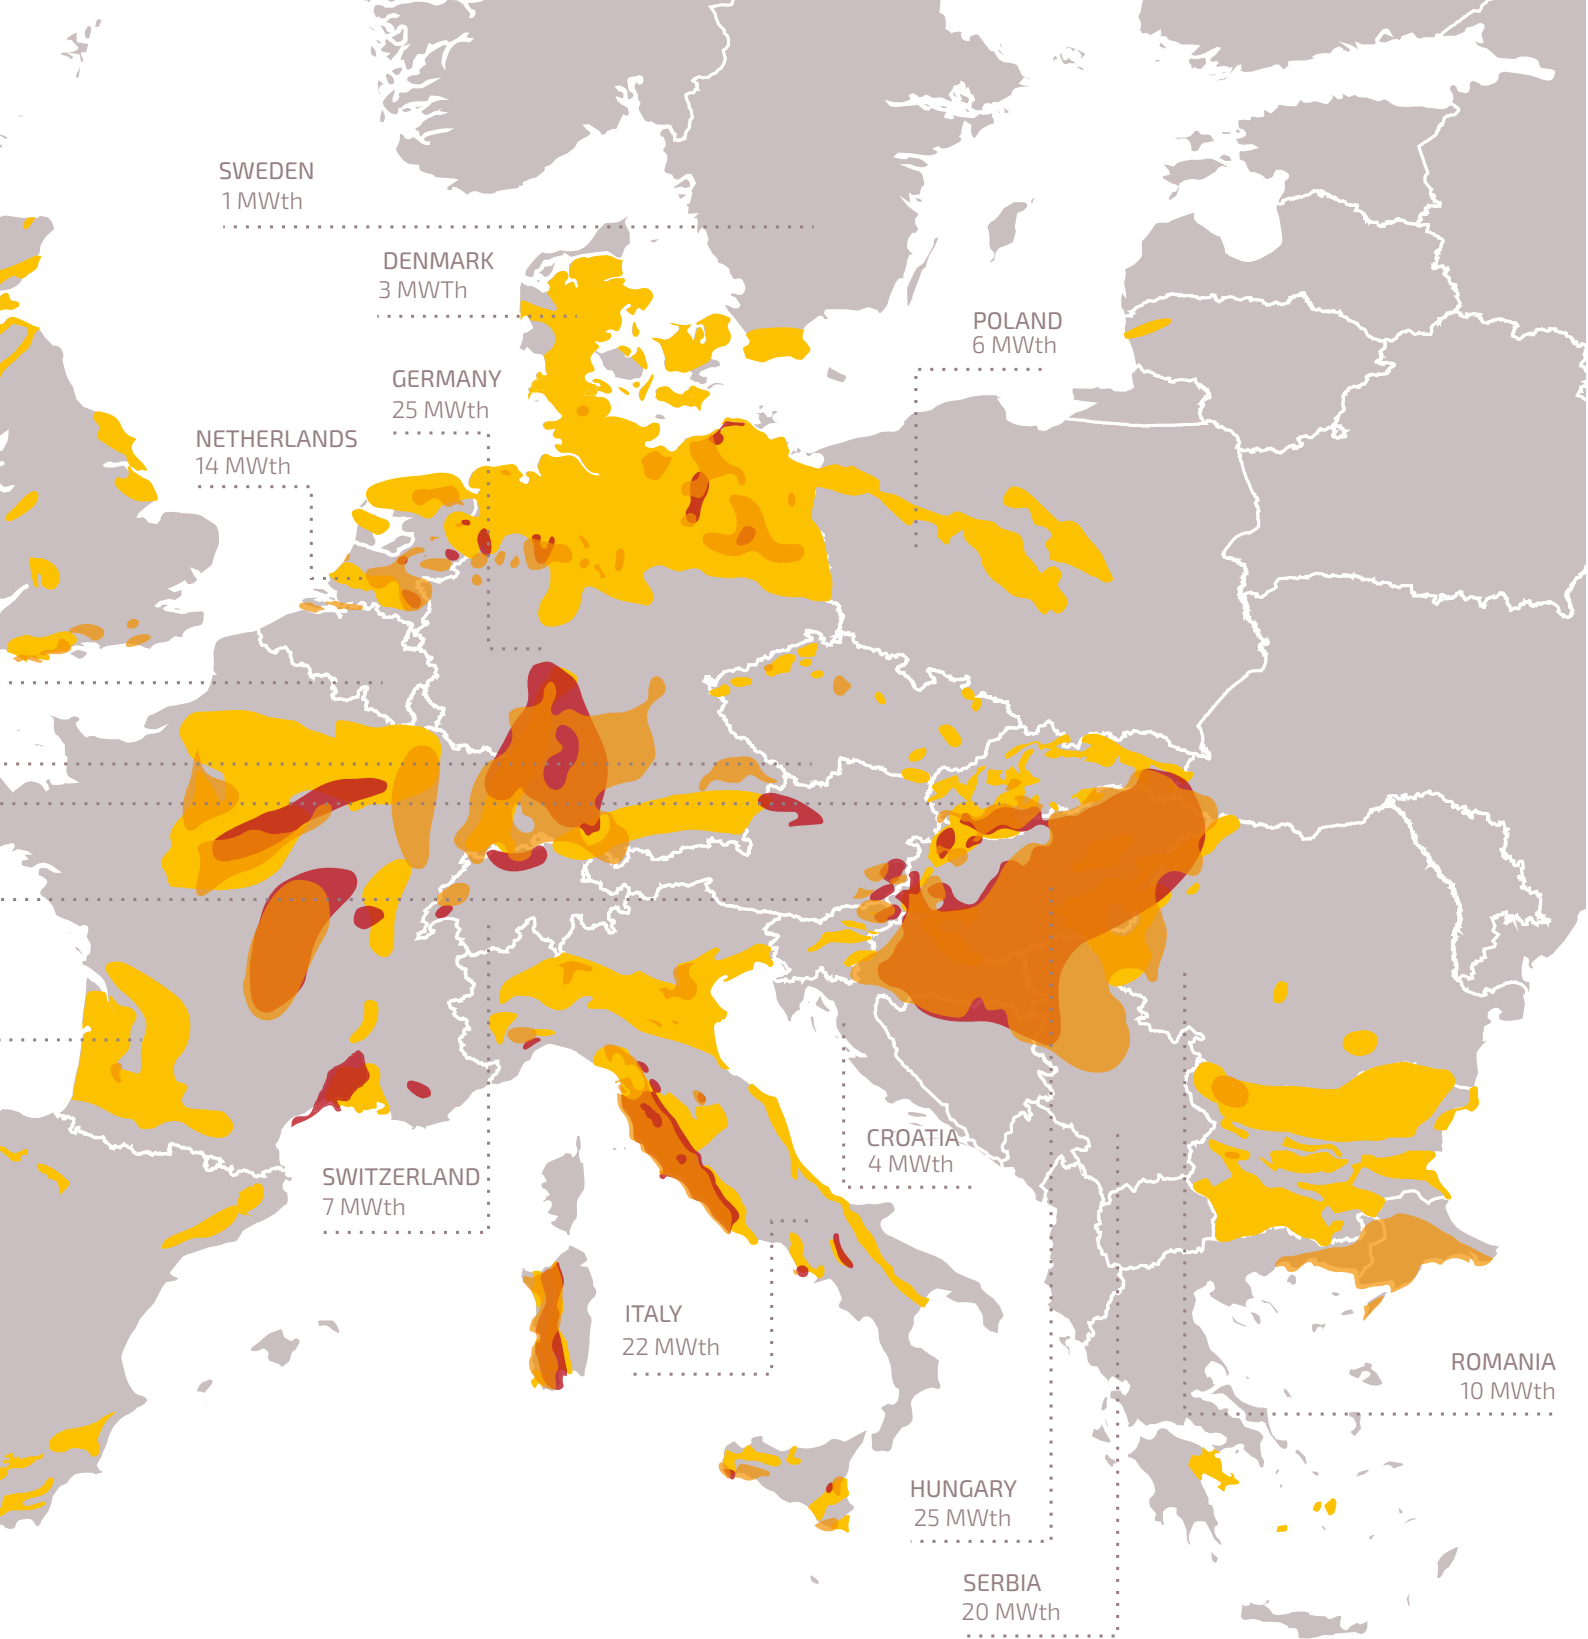 SWEDEN
1 MWth
DENMARK
3 MWTh
POLAND
6 MWth
GERMANY
25 MWth
NETHERLANDS
14 MWth
CROATIA
4 MWth
SWITZERLAND
7 MWth
ITALY
22 MWth
ROMANIA
10 MWth
HUNGARY
25 MWth
SERBIA
20 MWth